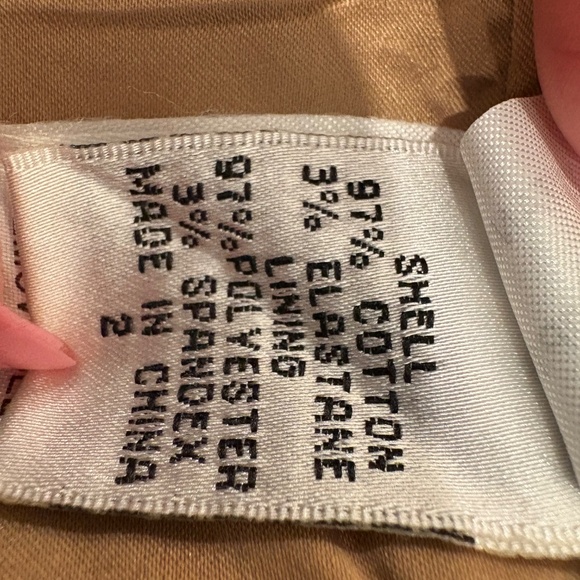 SHELL
97% COTTON
3% ELASTANE
LINING
97%POLYESTER
3% SPANDEX
MADE IN CHINA
2